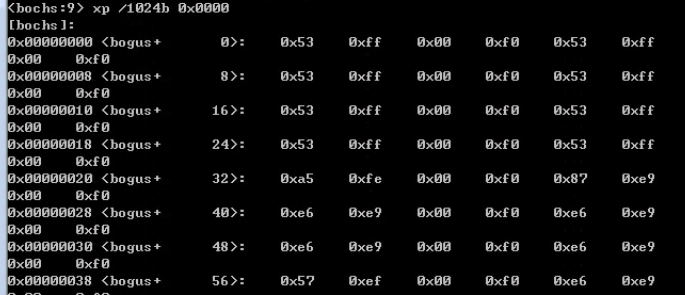 <bochs:9> xp /1024b 0x0000
[bochs]:
0x00000000 <bogus+ 0>: 0x53 0xff 0x00 0xf0 0x53 0xff
0x00 0xf0
0x00000008 <bogus+ 8>: 0x53 0xff 0x00 0xf0 0x53 0xff
0x00 0xf0
0x00000010 <bogus+ 16>: 0x53 0xff 0x00 0xf0 0x53 0xff
0x00 0xf0
0x00000018 <bogus+ 24>: 0x53 0xff 0x00 0xf0 0x53 0xff
0x00 0xf0
0x00000020 <bogus+ 32>: 0xa5 0xfe 0x00 0xf0 0x87 0xe9
0x00 0xf0
0x00000028 <bogus+ 40>: 0xe6 0xe9 0x00 0xf0 0xe6 0xe9
0x00 0xf0
0x00000030 <bogus+ 48>: 0xe6 0xe9 0x00 0xf0 0xe6 0xe9
0x00 0xf0
0x00000038 <bogus+ 56>: 0x57 0xef 0x00 0xf0 0xe6 0xe9